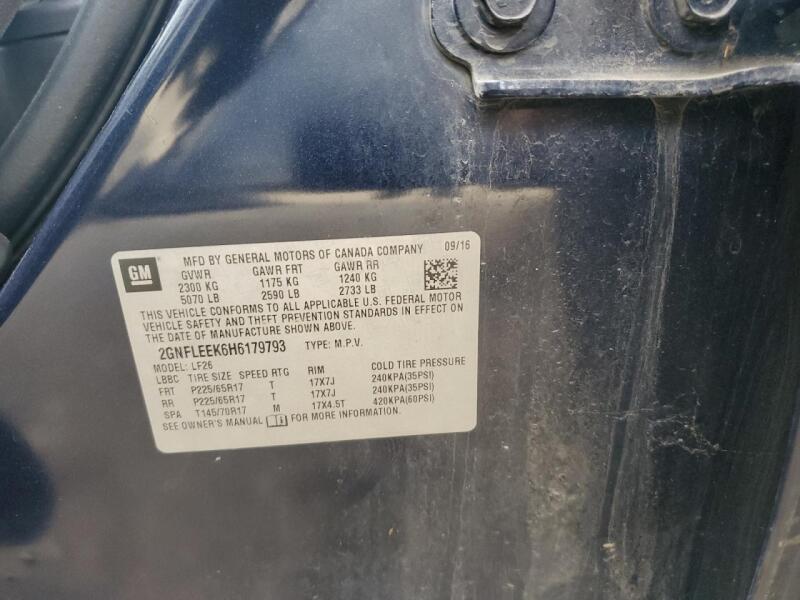 GM
MFD BY GENERAL MOTORS OF CANADA COMPANY 09/16
GVWR GAWR FRT GAWR RR
2300 KG 1175 KG 1240 KG
5070 LB 2590 LB 2733 LB
THIS VEHICLE CONFORMS TO ALL APPLICABLE U.S. FEDERAL MOTOR
VEHICLE SAFETY AND THEFT PREVENTION STANDARDS IN EFFECT ON
THE DATE OF MANUFACTURE SHOWN ABOVE.
2GNFLEEK6H6179793 TYPE: M.P.V.
MODEL: LF26
LBBC TIRE SIZE SPEED RTG RIM COLD TIRE PRESSURE
FRT P225/65R17 T 17X7J 240KPA(35PSI)
RR P225/65R17 T 17X7J 240KPA(35PSI)
SPA T145/70R17 M 17X4.5T 420KPA(60PSI)
SEE OWNER'S MANUAL FOR MORE INFORMATION.